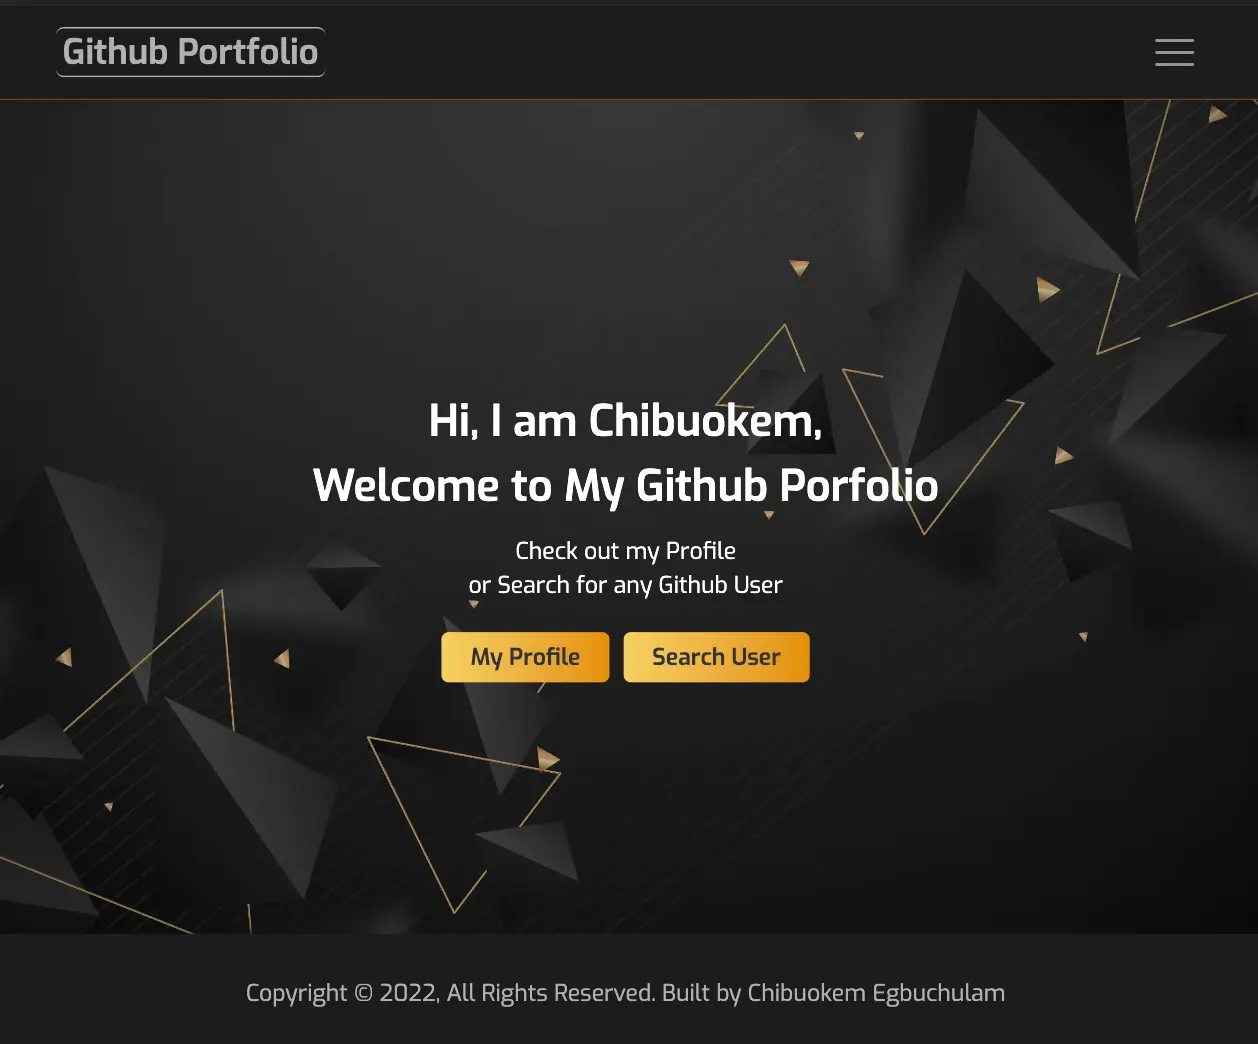 Github Portfolio
Hi, I am Chibuokem,
Welcome to My Github Porfolio
Check out my Profile
or Search for any Github User
My Profile
Search User
Copyright © 2022, All Rights Reserved. Built by Chibuokem Egbuchulam